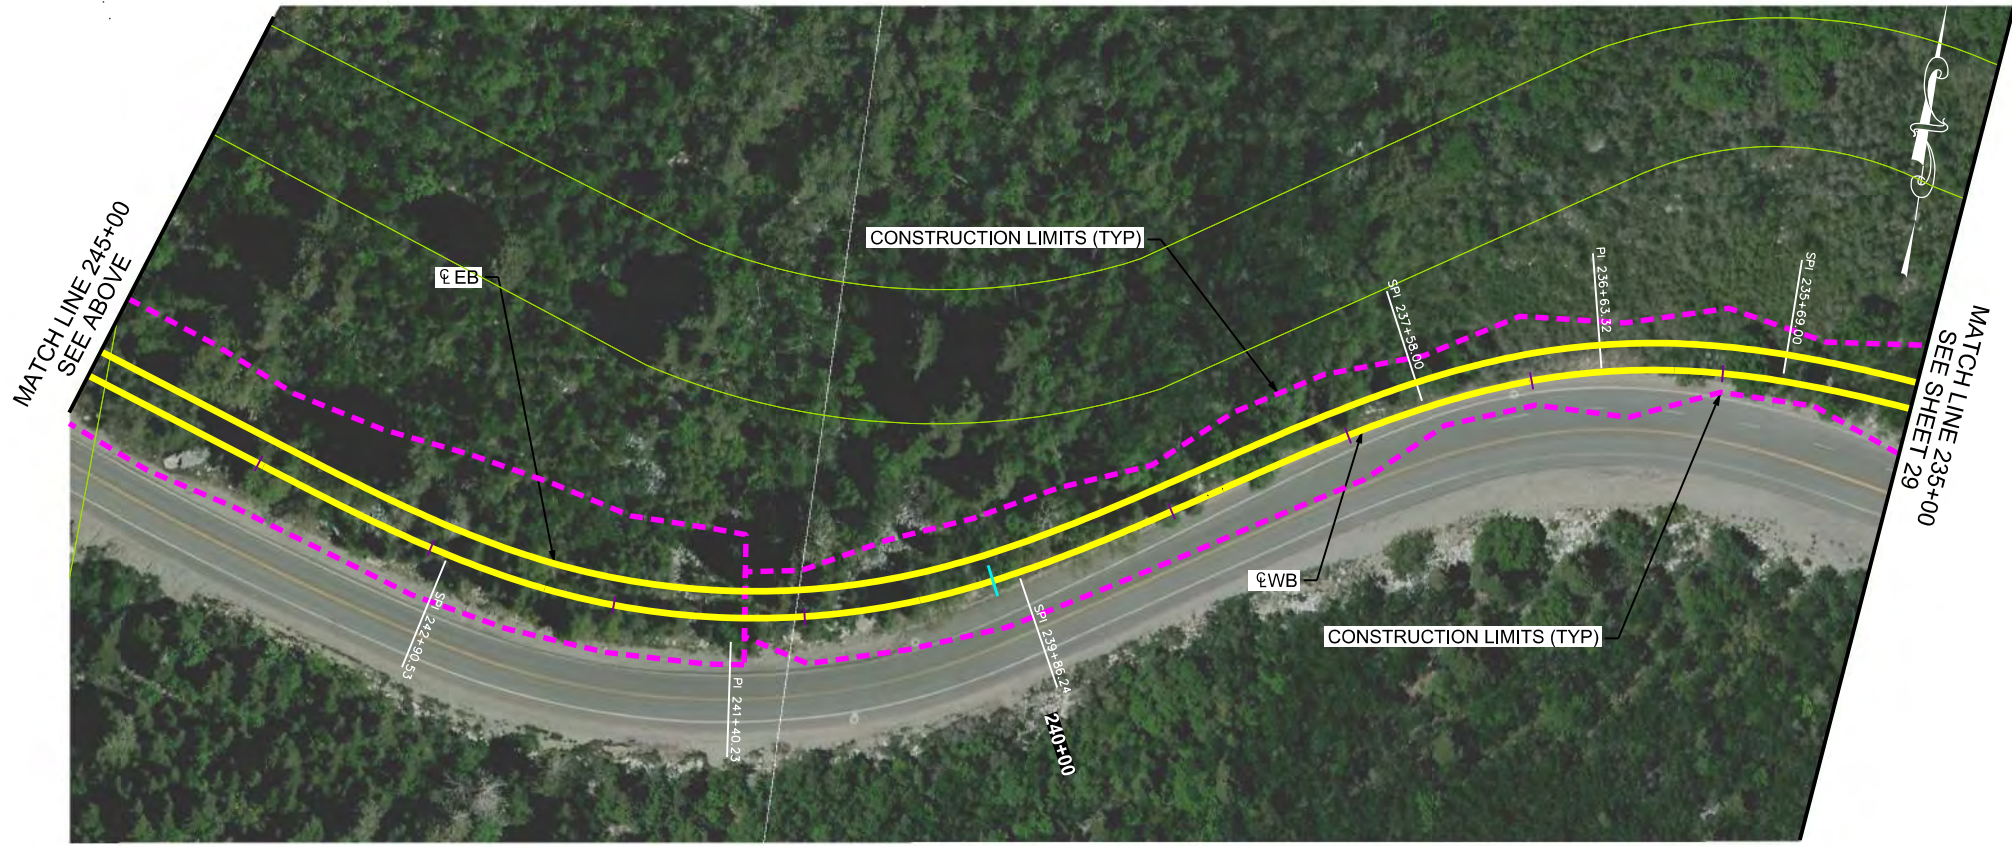 MATCH LINE 245+00
SEE ABOVE
℄ EB
CONSTRUCTION LIMITS (TYP)
SPI 237+58.00
PI 236+63.32
SPI 235+69.00
MATCH LINE 235+00
SEE SHEET 29
SPI 242+90.53
PI 241+40.23
SPI 239+86.24
240+00
℄ WB
CONSTRUCTION LIMITS (TYP)